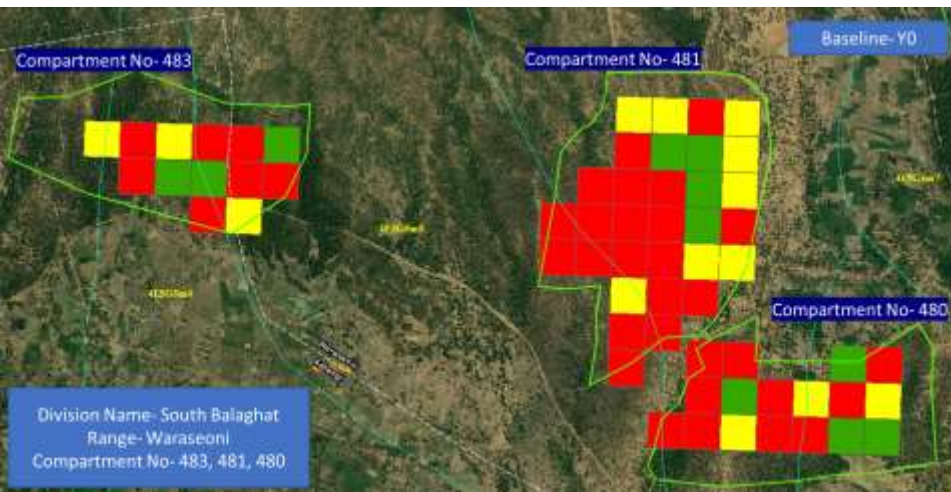 Compartment No- 483
Compartment No- 481
Baseline- Y0
Compartment No- 480
Division Name- South Balaghat
Range- Waraseoni
Compartment No- 483, 481, 480